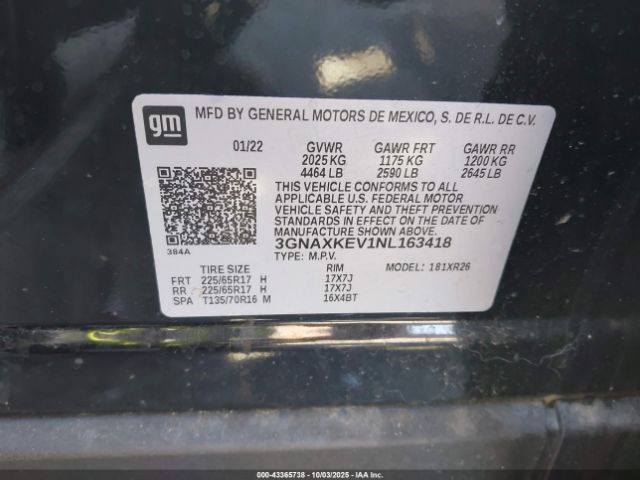 gm
MFD BY GENERAL MOTORS DE MEXICO, S. DE R.L. DE C.V.
01/22 GVWR GAWR FRT GAWR RR
2025 KG 1175 KG 1200 KG
4464 LB 2590 LB 2645 LB
THIS VEHICLE CONFORMS TO ALL
APPLICABLE U.S. FEDERAL MOTOR
VEHICLE SAFETY AND THEFT PREVENTION
STANDARDS IN EFFECT ON THE DATE OF
MANUFACTURE SHOWN ABOVE.
3GNAXKEV1NL163418
384A
TYPE: M.P.V. MODEL: 181XR26
TIRE SIZE RIM
FRT 225/65R17 H 17X7J
RR 225/65R17 H 17X7J
SPA T135/70R16 M 16X4BT
000-43365738 10/03/2025 IAAI.COM